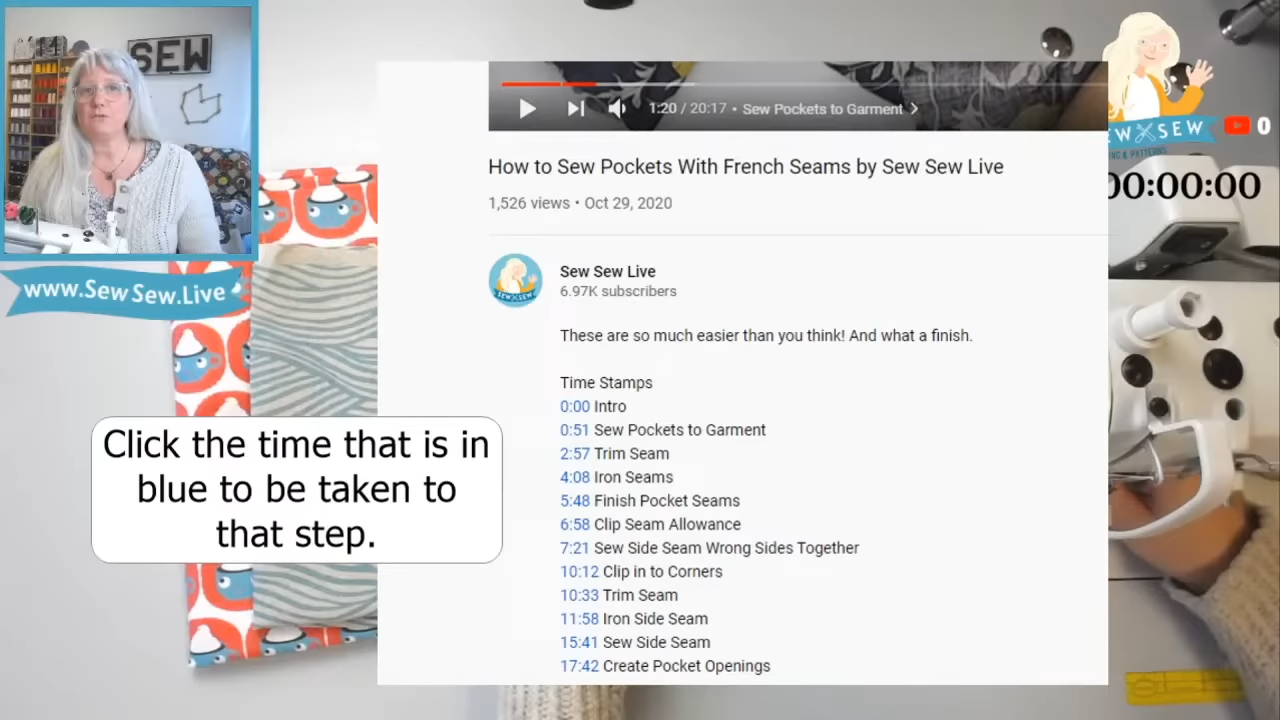 SEW
www.SewSew.Live
Click the time that is in
blue to be taken to
that step.
1:20 / 20:17 • Sew Pockets to Garment
How to Sew Pockets With French Seams by Sew Sew Live
1,526 views • Oct 29, 2020
SEW SEW
Sew Sew Live
6.97K subscribers
These are so much easier than you think! And what a finish.
Time Stamps
0:00 Intro
0:51 Sew Pockets to Garment
2:57 Trim Seam
4:08 Iron Seams
5:48 Finish Pocket Seams
6:58 Clip Seam Allowance
7:21 Sew Side Seam Wrong Sides Together
10:12 Clip in to Corners
10:33 Trim Seam
11:58 Iron Side Seam
15:41 Sew Side Seam
17:42 Create Pocket Openings
EW SEW
& PATTERNS
0
00:00:00